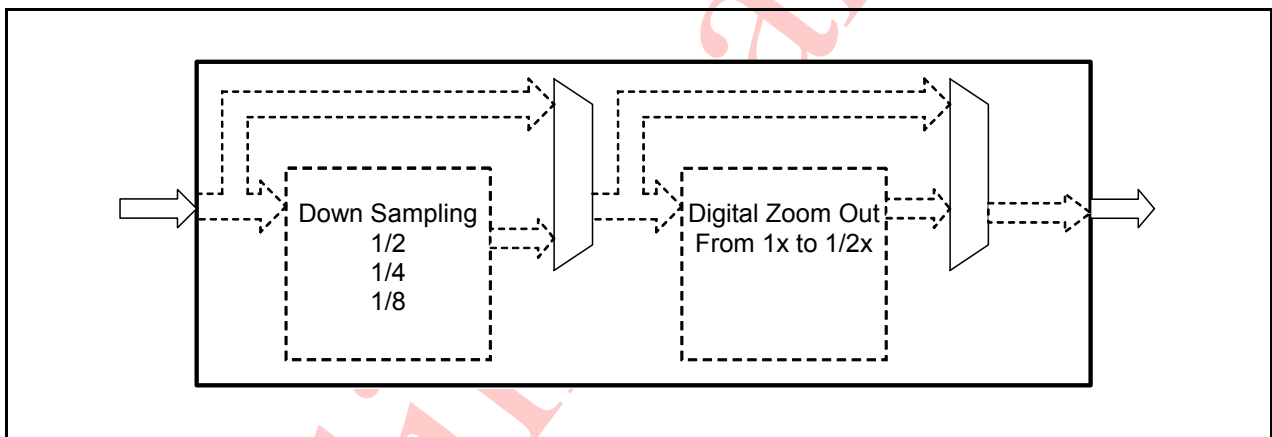 Down Sampling
1/2
1/4
1/8
Digital Zoom Out
From 1x to 1/2x